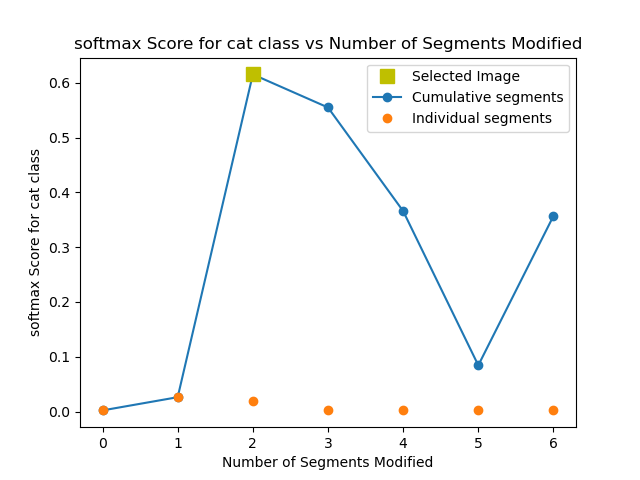 softmax Score for cat class vs Number of Segments Modified
Selected Image
Cumulative segments
Individual segments
softmax Score for cat class
0.6
0.5
0.4
0.3
0.2
0.1
0.0
0 1 2 3 4 5 6
Number of Segments Modified